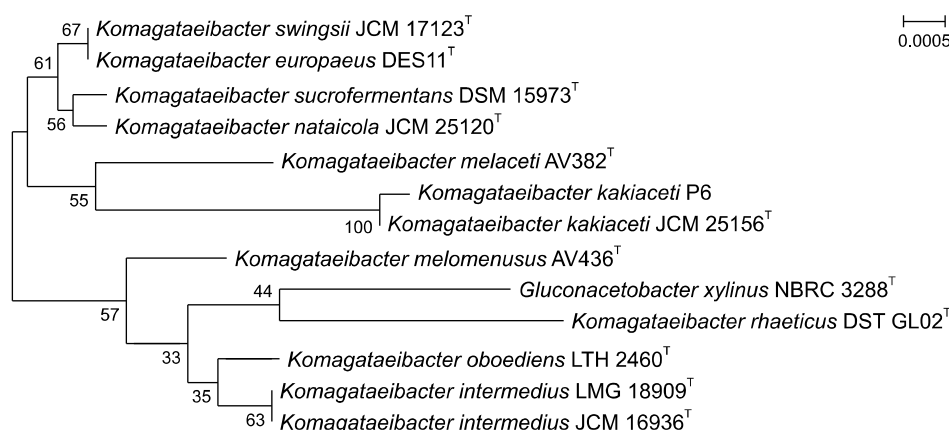 67 Komagataeibacter swingsii JCM 17123ᵀ
0.0005
Komagataeibacter europaeus DES11ᵀ
61
Komagataeibacter sucrofermentans DSM 15973ᵀ
56 Komagataeibacter nataicola JCM 25120ᵀ
Komagataeibacter melaceti AV382ᵀ
55
Komagataeibacter kakiaceti P6
100 Komagataeibacter kakiaceti JCM 25156ᵀ
Komagataeibacter melomenusus AV436ᵀ
57
44 Gluconacetobacter xylinus NBRC 3288ᵀ
Komagataeibacter rhaeticus DST GL02ᵀ
33
Komagataeibacter oboediens LTH 2460ᵀ
35
Komagataeibacter intermedius LMG 18909ᵀ
63 Komagataeibacter intermedius JCM 16936ᵀ